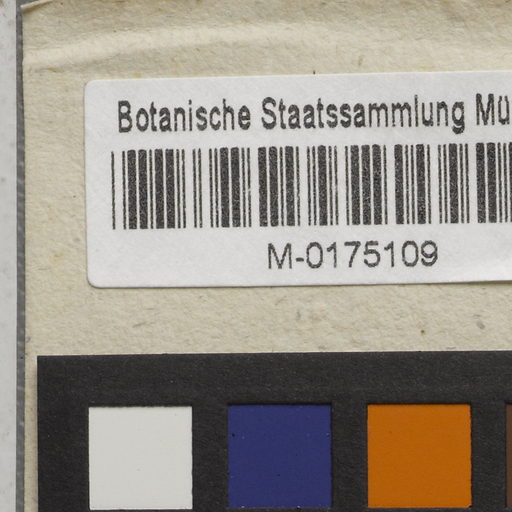 Botanische Staatssammlung Mü
M-0175109